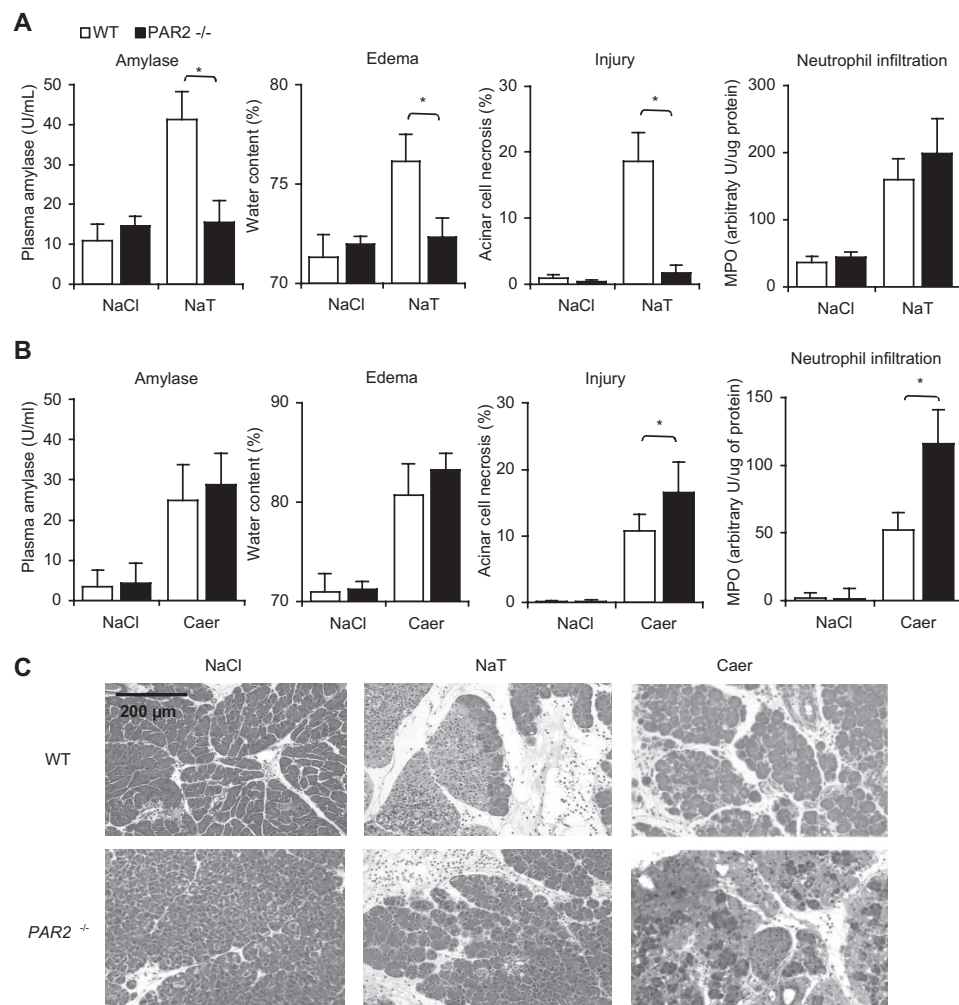 A
WT PAR2 -/-
Amylase
Edema
Injury
Neutrophil infiltration
Plasma amylase (U/mL)
50
40
30
20
10
0
*
NaCl NaT
Water content (%)
80
75
70
*
NaCl NaT
Acinar cell necrosis (%)
30
20
10
0
*
NaCl NaT
MPO (arbitraty U/ug protein)
300
200
100
0
NaCl NaT
B
Amylase
Edema
Injury
Neutrophil infiltration
Plasma amylase (U/ml)
50
40
30
20
10
0
NaCl Caer
Water content (%)
90
80
70
NaCl Caer
Acinar cell necrosis (%)
30
20
10
0
*
NaCl Caer
MPO (arbitrary U/ug of protein)
150
100
50
0
*
NaCl Caer
C
NaCl NaT Caer
200 µm
WT
PAR2 -/-